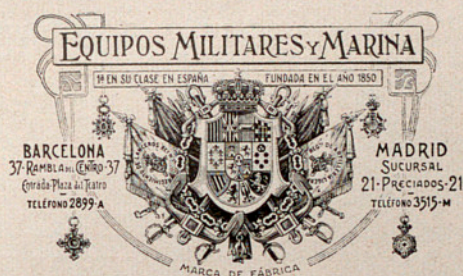 EQUIPOS MILITARES Y MARINA
1ª EN SU CLASE EN ESPAÑA
FUNDADA EN EL AÑO 1850
BARCELONA
37-RAMBLA DEL CENTRO-37
Entrada-Plaza del Teatro
TELÉFONO 2899-A
MADRID
SUCURSAL
21-PRECIADOS-21
TELÉFONO 3515-M
MARCA DE FÁBRICA